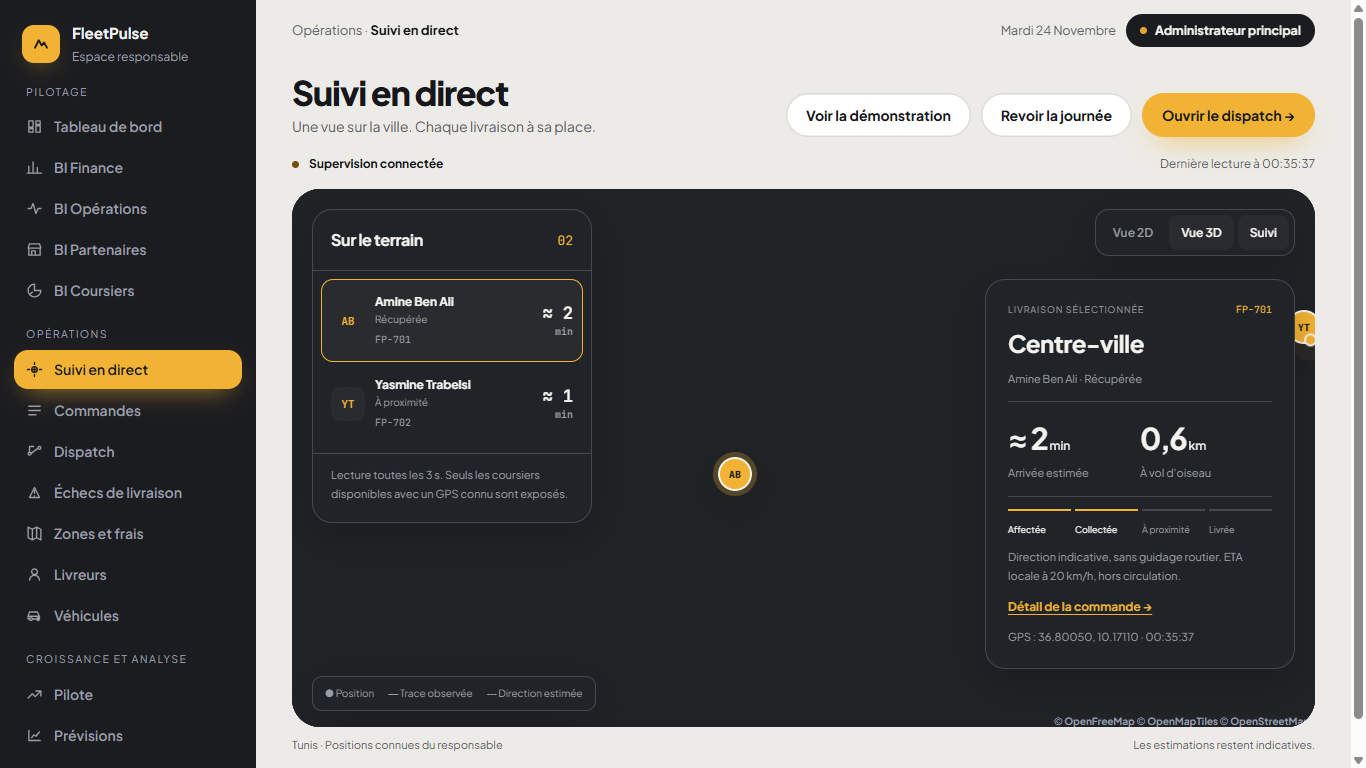 FleetPulse
Espace responsable
PILOTAGE
Tableau de bord
BI Finance
BI Opérations
BI Partenaires
BI Coursiers
OPÉRATIONS
Suivi en direct
Commandes
Dispatch
Échecs de livraison
Zones et frais
Livreurs
Véhicules
CROISSANCE ET ANALYSE
Pilote
Prévisions
Opérations · Suivi en direct
Mardi 24 Novembre
Administrateur principal
Suivi en direct
Une vue sur la ville. Chaque livraison à sa place.
Voir la démonstration
Revoir la journée
Ouvrir le dispatch →
Supervision connectée
Dernière lecture à 00:35:37
Sur le terrain
02
AB
Amine Ben Ali
Récupérée
FP-701
≈ 2
min
YT
Yasmine Trabelsi
À proximité
FP-702
≈ 1
min
Lecture toutes les 3 s. Seuls les coursiers
disponibles avec un GPS connu sont exposés.
AB
YT
Vue 2D
Vue 3D
Suivi
LIVRAISON SÉLECTIONNÉE
FP-701
Centre-ville
Amine Ben Ali · Récupérée
≈ 2 min
0,6 km
Arrivée estimée
À vol d'oiseau
Affectée
Collectée
À proximité
Livrée
Direction indicative, sans guidage routier. ETA
locale à 20 km/h, hors circulation.
Détail de la commande →
GPS : 36.80050, 10.17110 · 00:35:37
Position
— Trace observée
— Direction estimée
© OpenFreeMap © OpenMapTiles © OpenStreetMap
Tunis · Positions connues du responsable
Les estimations restent indicatives.